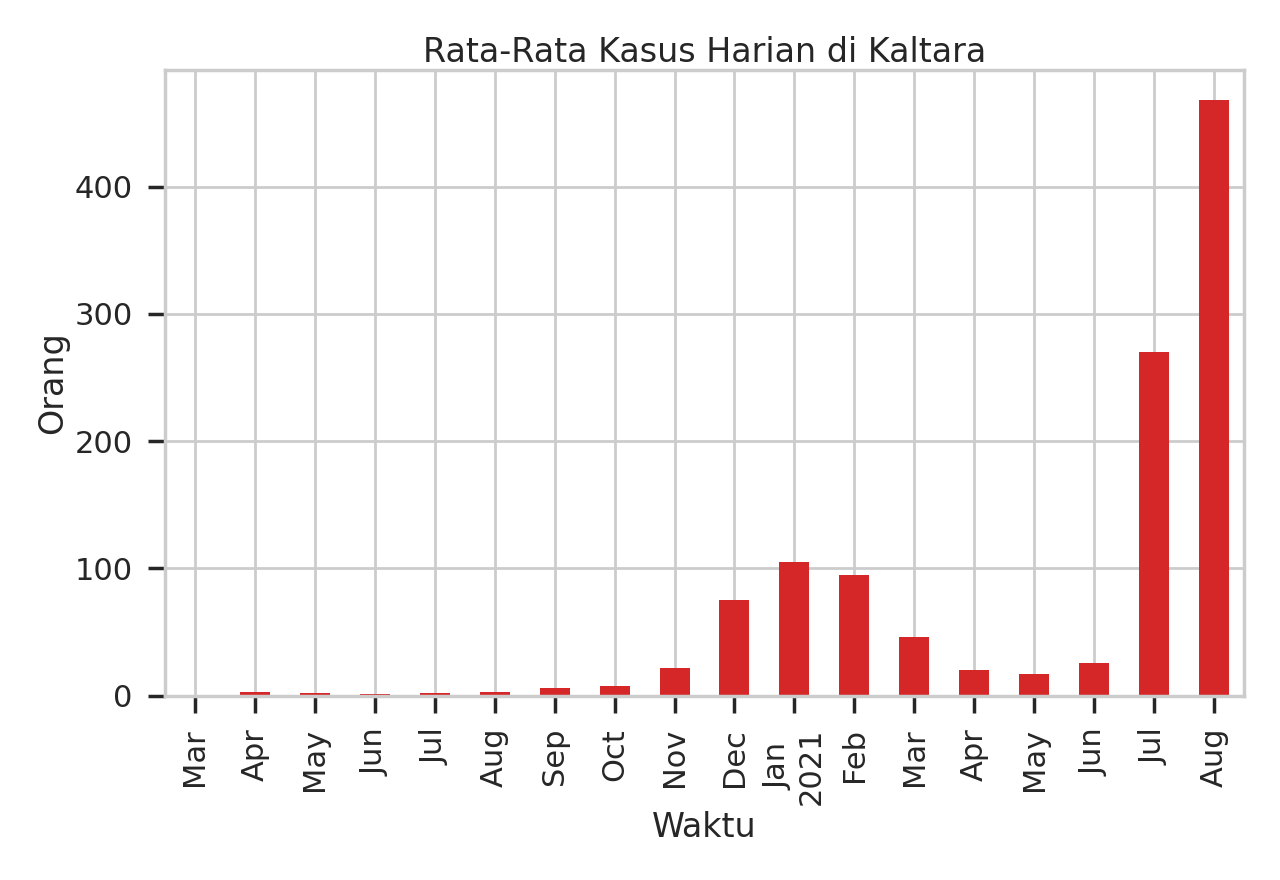 Rata-Rata Kasus Harian di Kaltara
Orang
400
300
200
100
0
Mar
Apr
May
Jun
Jul
Aug
Sep
Oct
Nov
Dec
Jan
2021
Feb
Mar
Apr
May
Jun
Jul
Aug
Waktu